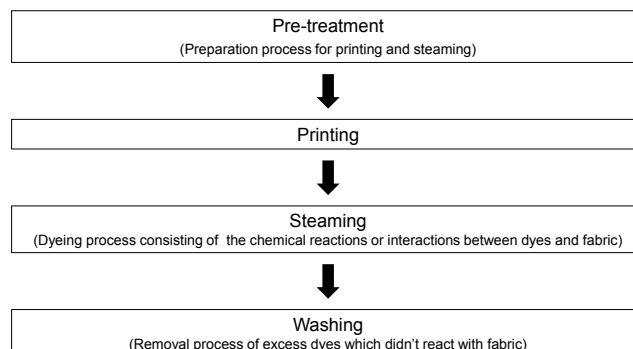 Pre-treatment
(Preparation process for printing and steaming)
Printing
Steaming
(Dyeing process consisting of the chemical reactions or interactions between dyes and fabric)
Washing
(Removal process of excess dyes which didn’t react with fabric)